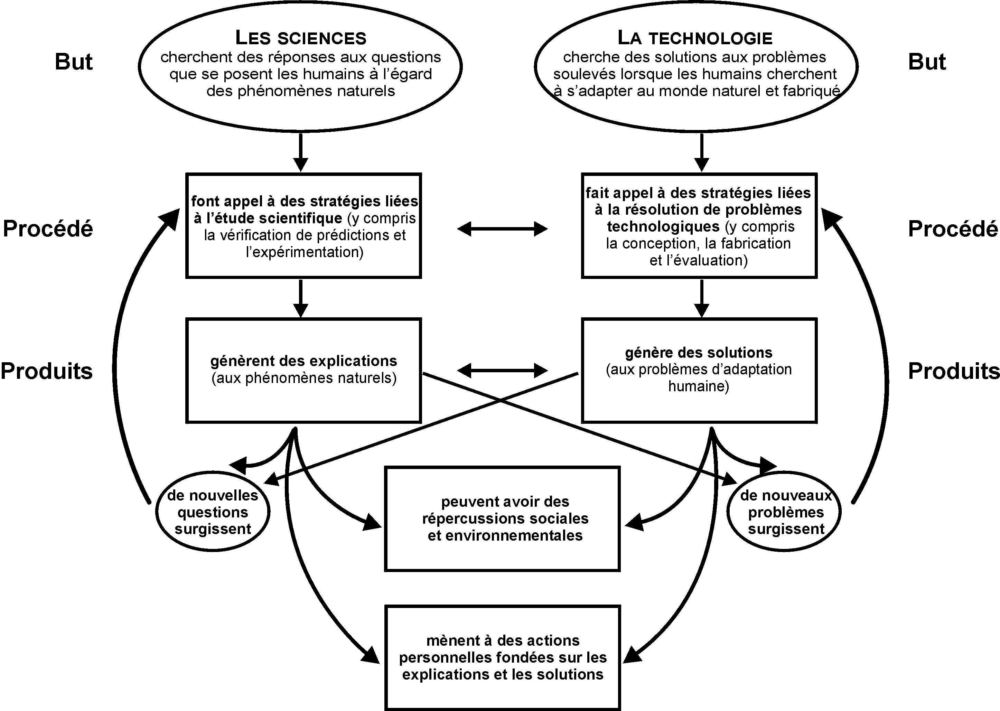 But
LES SCIENCES
cherchent des réponses aux questions
que se posent les humains à l’égard
des phénomènes naturels
LA TECHNOLOGIE
cherche des solutions aux problèmes
soulevés lorsque les humains cherchent
à s’adapter au monde naturel et fabriqué
But
Procédé
font appel à des stratégies liées
à l’étude scientifique (y compris
la vérification de prédictions et
l’expérimentation)
fait appel à des stratégies liées
à la résolution de problèmes
technologiques (y compris
la conception, la fabrication
et l’évaluation)
Procédé
Produits
génèrent des explications
(aux phénomènes naturels)
génère des solutions
(aux problèmes d’adaptation
humaine)
Produits
de nouvelles
questions
surgissent
peuvent avoir des
répercussions sociales
et environnementales
de nouveaux
problèmes
surgissent
mènent à des actions
personnelles fondées sur les
explications et les solutions